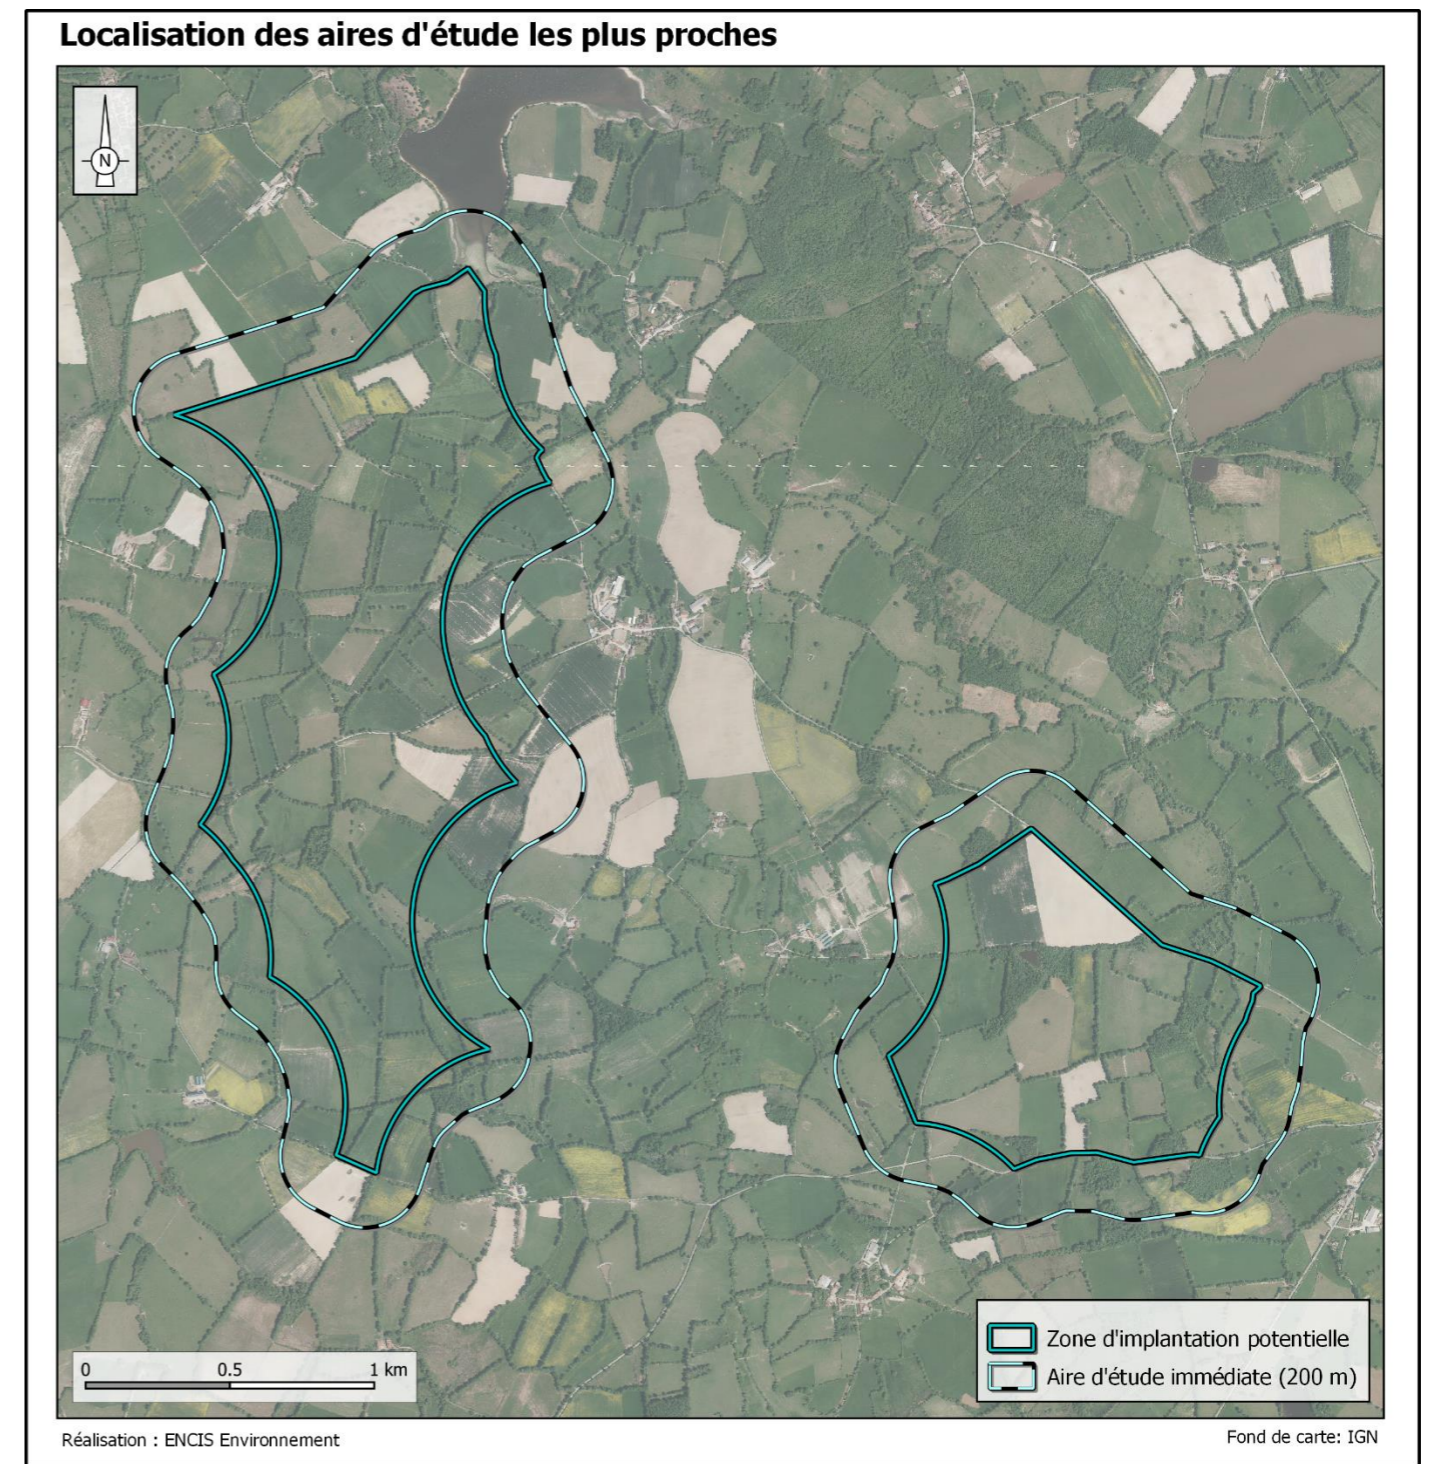 Localisation des aires d'étude les plus proches
N
Zone d'implantation potentielle
Aire d'étude immédiate (200 m)
0 0.5 1 km
Réalisation : ENCIS Environnement
Fond de carte: IGN